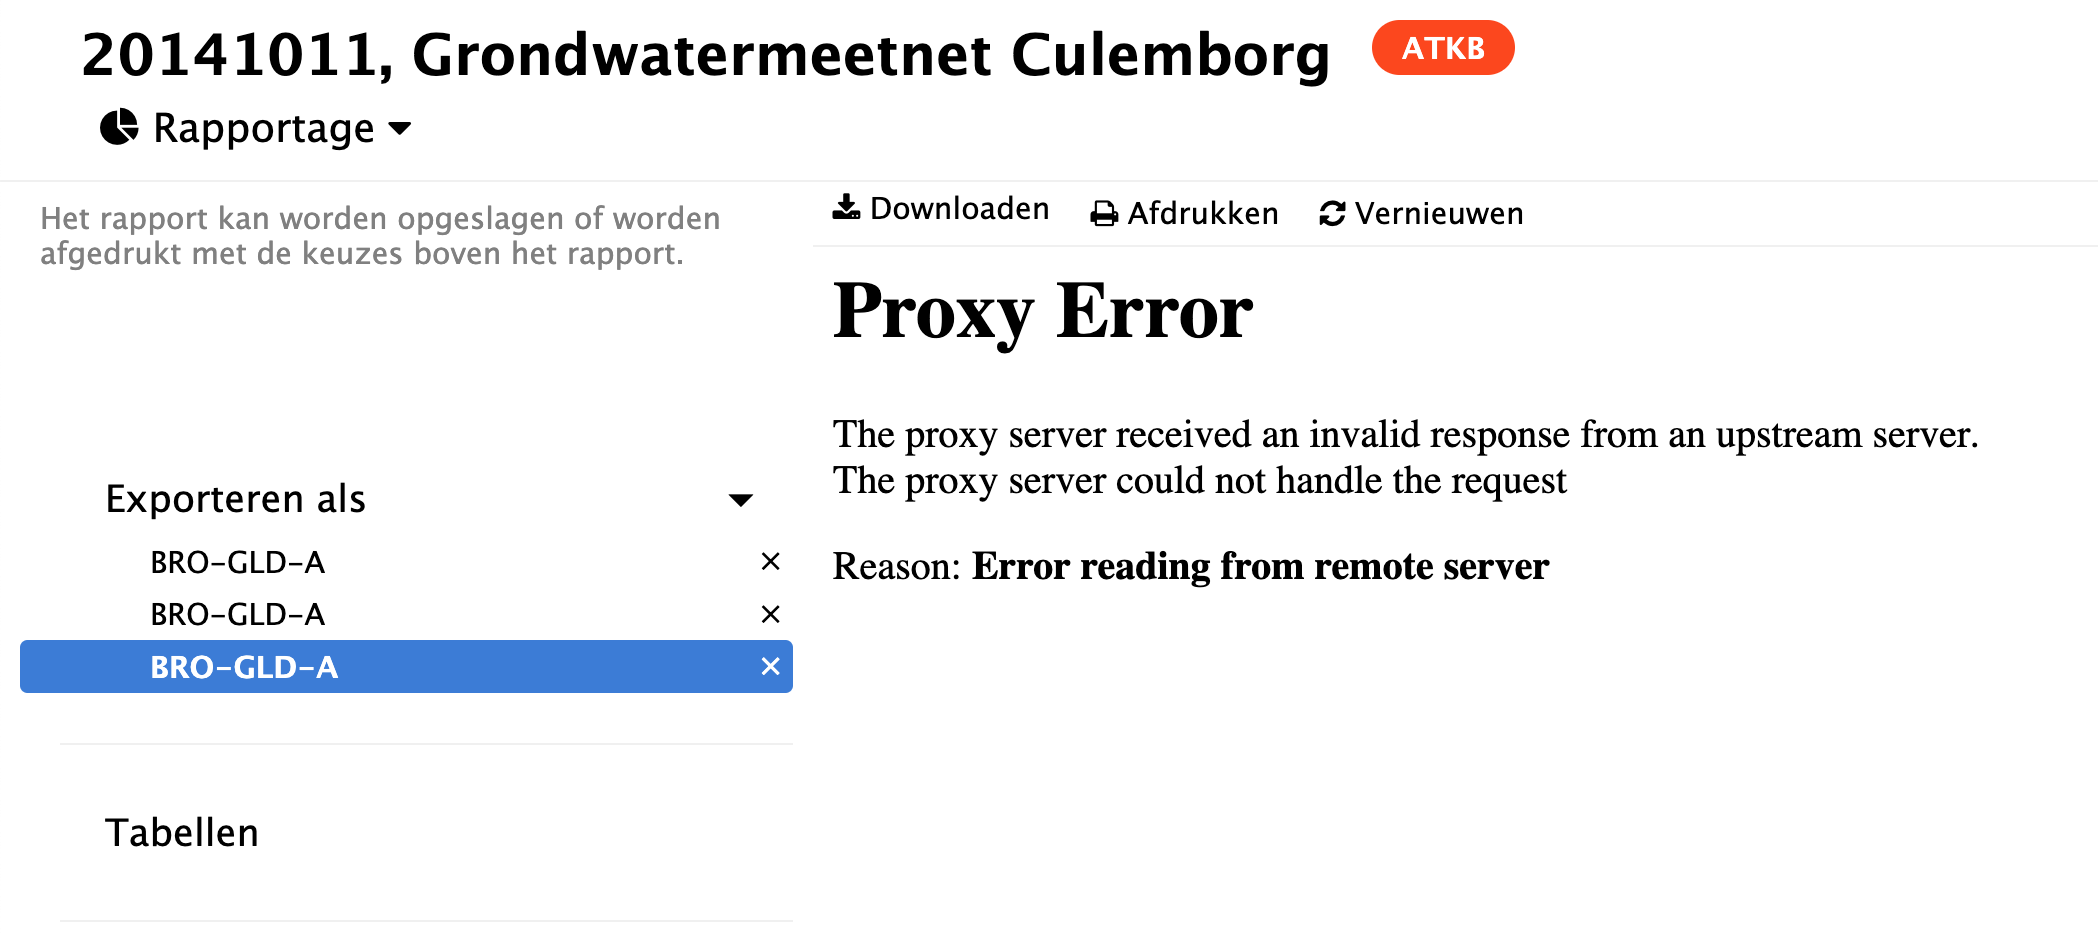 20141011, Grondwatermeetnet Culemborg
ATKB
Rapportage
Het rapport kan worden opgeslagen of worden
afgedrukt met de keuzes boven het rapport.
Exporteren als
BRO-GLD-A
BRO-GLD-A
BRO-GLD-A
Tabellen
Downloaden
Afdrukken
Vernieuwen
Proxy Error
The proxy server received an invalid response from an upstream server.
The proxy server could not handle the request
Reason: Error reading from remote server